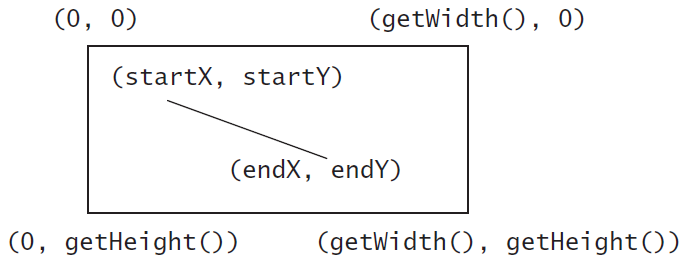 (0, 0) (getWidth(), 0)
(startX, startY)
(endX, endY)
(0, getHeight()) (getWidth(), getHeight())